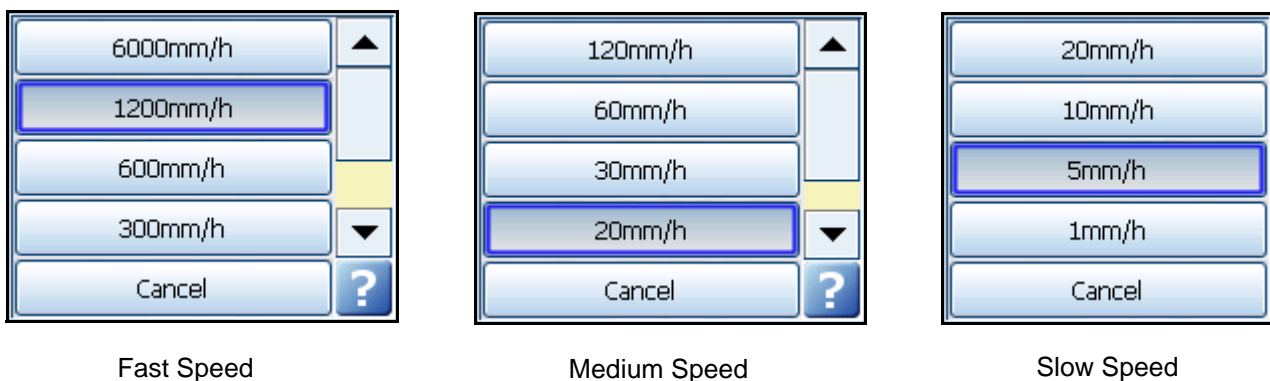 6000mm/h
1200mm/h
600mm/h
300mm/h
Cancel
?
Fast Speed
120mm/h
60mm/h
30mm/h
20mm/h
Cancel
?
Medium Speed
20mm/h
10mm/h
5mm/h
1mm/h
Cancel
Slow Speed